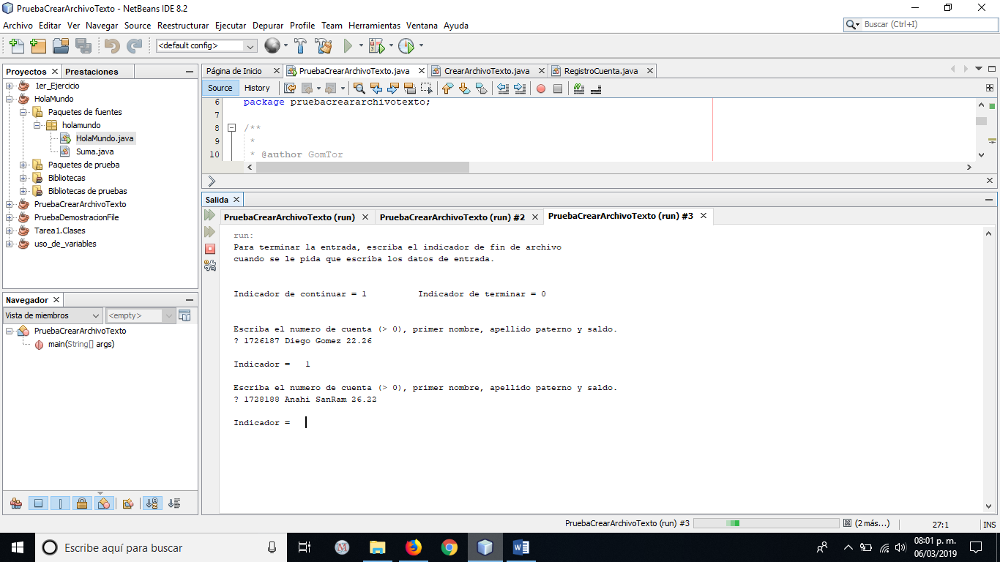 PruebaCrearArchivoTexto - NetBeans IDE 8.2
Archivo Editar Ver Navegar Source Reestructurar Ejecutar Depurar Profile Team Herramientas Ventana Ayuda
Buscar (Ctrl+I)
<default config>
Proyectos Prestaciones
1er_Ejercicio
HolaMundo
Paquetes de fuentes
holamundo
HolaMundo.java
Suma.java
Paquetes de prueba
Bibliotecas
Bibliotecas de pruebas
PruebaCrearArchivoTexto
PruebaDemostracionFile
Tarea1.Clases
uso_de_variables
Navegador
Vista de miembros <empty>
PruebaCrearArchivoTexto
main(String[] args)
Página de Inicio PruebaCrearArchivoTexto.java CrearArchivoTexto.java RegistroCuenta.java
Source History
6 package pruebacreararchivotexto;
7
8 /**
9 *
10 * @author GomTor
Salida
PruebaCrearArchivoTexto (run) PruebaCrearArchivoTexto (run) #2 PruebaCrearArchivoTexto (run) #3
run:
Para terminar la entrada, escriba el indicador de fin de archivo
cuando se le pida que escriba los datos de entrada.
Indicador de continuar = 1 Indicador de terminar = 0
Escriba el numero de cuenta (> 0), primer nombre, apellido paterno y saldo.
? 1726187 Diego Gomez 22.26
Indicador = 1
Escriba el numero de cuenta (> 0), primer nombre, apellido paterno y saldo.
? 1728188 Anahi SanRam 26.22
Indicador =
PruebaCrearArchivoTexto (run) #3 (2 más...) 27:1 INS
Escribe aquí para buscar
08:01 p. m.
06/03/2019